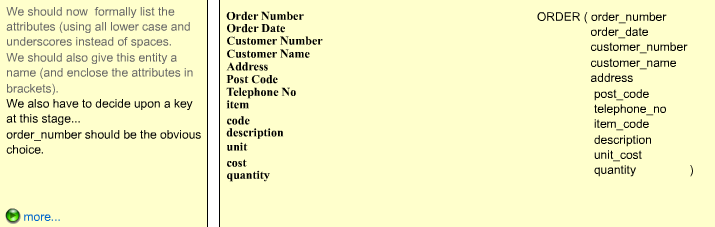 We should now formally list the
attributes (using all lower case and
underscores instead of spaces.
We should also give this entity a
name (and enclose the attributes in
brackets).
We also have to decide upon a key
at this stage...
order_number should be the obvious
choice.
more...
Order Number
Order Date
Customer Number
Customer Name
Address
Post Code
Telephone No
item
code
description
unit
cost
quantity
ORDER ( order_number
order_date
customer_number
customer_name
address
post_code
telephone_no
item_code
description
unit_cost
quantity )